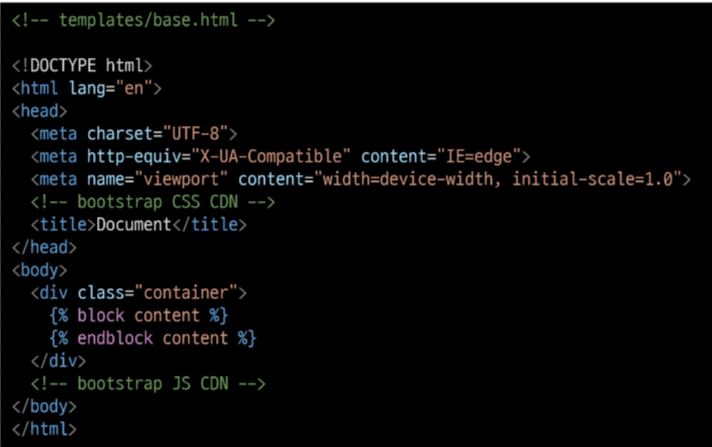 <!-- templates/base.html -->
<!DOCTYPE html>
<html lang="en">
<head>
<meta charset="UTF-8">
<meta http-equiv="X-UA-Compatible" content="IE=edge">
<meta name="viewport" content="width=device-width, initial-scale=1.0">
<!-- bootstrap CSS CDN -->
<title>Document</title>
</head>
<body>
<div class="container">
{% block content %}
{% endblock content %}
</div>
<!-- bootstrap JS CDN -->
</body>
</html>